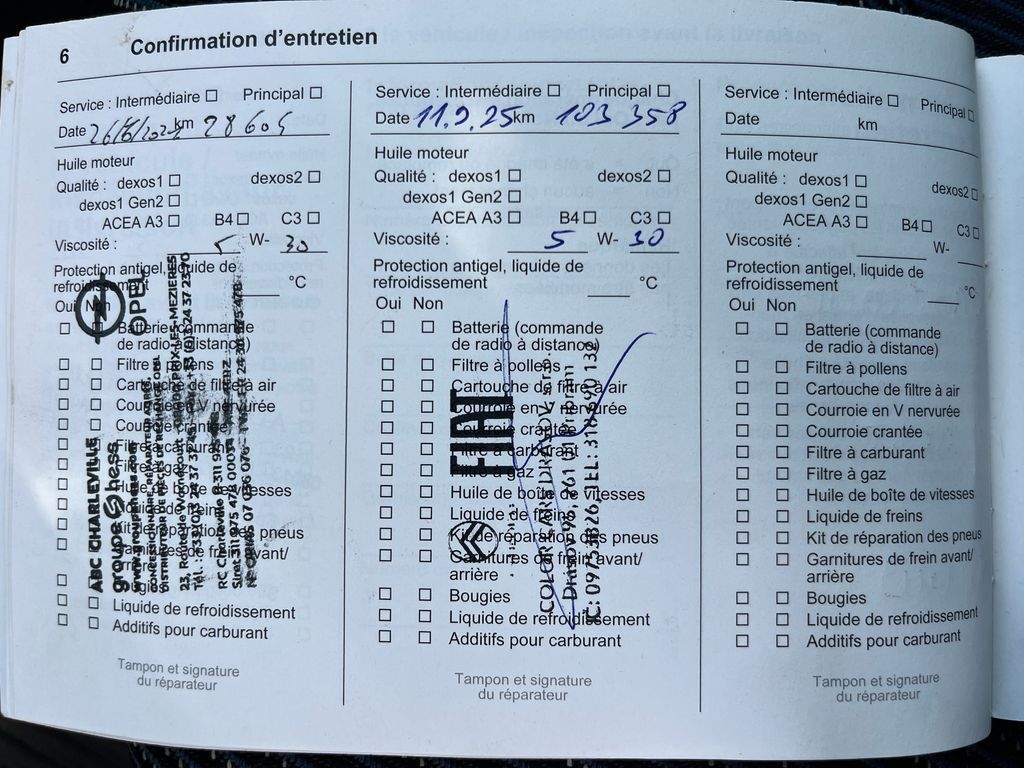 6 Confirmation d'entretien
Service : Intermédiaire ☐ Principal ☐
Date 26/6/202 km 28605
Huile moteur
Qualité : dexos1 ☐ dexos2 ☐
dexos1 Gen2 ☐
ACEA A3 ☐ B4 ☐ C3 ☐
Viscosité : 5 W- 30
Protection antigel, liquide de
refroidissement °C
Oui Non
Batterie (commande
de radio à distance)
Filtre à pollens
Cartouche de filtre à air
Courroie en V nervurée
Courroie crantée
Filtre à carburant
Filtre à gaz
Huile de boîte de vitesses
Liquide de freins
Kit de réparation des pneus
Garnitures de frein avant/
arrière
Bougies
Liquide de refroidissement
Additifs pour carburant
Tampon et signature
du réparateur
OPEL
ABC CHARLEVILLE
groupe hess
Service : Intermédiaire ☐ Principal ☐
Date 11.9.25 km 103 358
Huile moteur
Qualité : dexos1 ☐ dexos2 ☐
dexos1 Gen2 ☐
ACEA A3 ☐ B4 ☐ C3 ☐
Viscosité : 5 W- 30
Protection antigel, liquide de
refroidissement °C
Oui Non
Batterie (commande
de radio à distance)
Filtre à pollens
Cartouche de filtre à air
Courroie en V nervurée
Courroie crantée
Filtre à carburant
Filtre à gaz
Huile de boîte de vitesses
Liquide de freins
Kit de réparation des pneus
Garnitures de frein avant/
arrière
Bougies
Liquide de refroidissement
Additifs pour carburant
Tampon et signature
du réparateur
FIAT
Service : Intermédiaire ☐ Principal ☐
Date km
Huile moteur
Qualité : dexos1 ☐ dexos2 ☐
dexos1 Gen2 ☐
ACEA A3 ☐ B4 ☐ C3 ☐
Viscosité : W-
Protection antigel, liquide de
refroidissement °C
Oui Non
Batterie (commande
de radio à distance)
Filtre à pollens
Cartouche de filtre à air
Courroie en V nervurée
Courroie crantée
Filtre à carburant
Filtre à gaz
Huile de boîte de vitesses
Liquide de freins
Kit de réparation des pneus
Garnitures de frein avant/
arrière
Bougies
Liquide de refroidissement
Additifs pour carburant
Tampon et signature
du réparateur